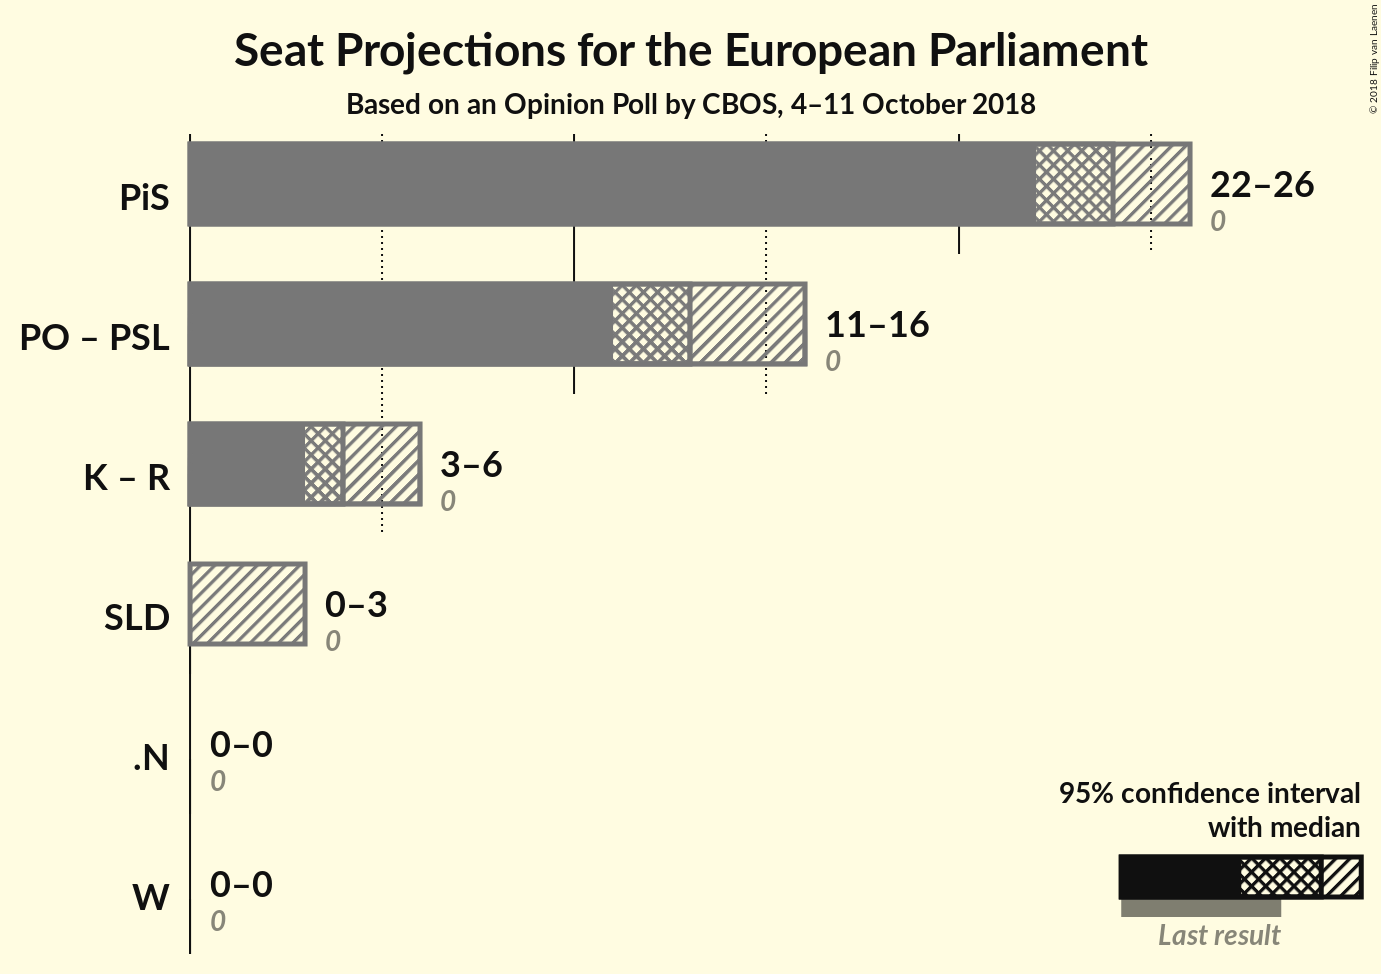 Seat Projections for the European Parliament
Based on an Opinion Poll by CBOS, 4–11 October 2018
© 2018 Filip van Laenen
PiS
22–26
0
PO – PSL
11–16
0
K – R
3–6
0
SLD
0–3
0
.N
0–0
0
W
0–0
0
95% confidence interval
with median
Last result